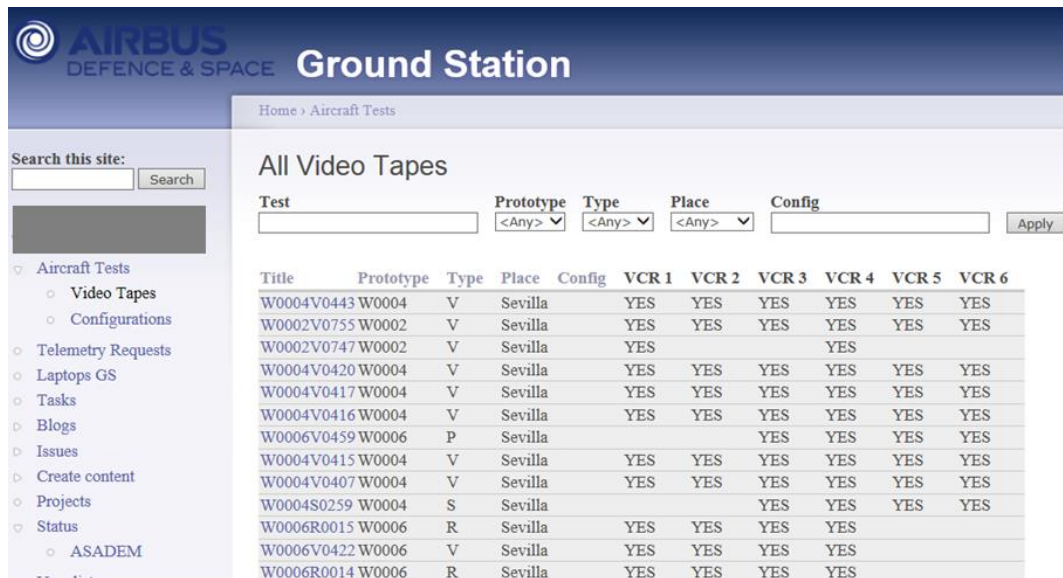 AIRBUS
DEFENCE & SPACE
Ground Station
Home › Aircraft Tests
Search this site:
Search
Aircraft Tests
Video Tapes
Configurations
Telemetry Requests
Laptops GS
Tasks
Blogs
Issues
Create content
Projects
Status
ASADEM
All Video Tapes
Test Prototype Type Place Config
<Any> <Any> <Any> Apply
Title Prototype Type Place Config VCR 1 VCR 2 VCR 3 VCR 4 VCR 5 VCR 6
W0004V0443 W0004 V Sevilla YES YES YES YES YES YES
W0002V0755 W0002 V Sevilla YES YES YES YES YES YES
W0002V0747 W0002 V Sevilla YES YES
W0004V0420 W0004 V Sevilla YES YES YES YES YES YES
W0004V0417 W0004 V Sevilla YES YES YES YES YES YES
W0004V0416 W0004 V Sevilla YES YES YES YES YES YES
W0006V0459 W0006 P Sevilla YES YES YES YES
W0004V0415 W0004 V Sevilla YES YES YES YES YES YES
W0004V0407 W0004 V Sevilla YES YES YES YES YES YES
W0004S0259 W0004 S Sevilla YES YES YES YES
W0006R0015 W0006 R Sevilla YES YES YES YES
W0006V0422 W0006 V Sevilla YES YES YES YES
W0006R0014 W0006 R Sevilla YES YES YES YES